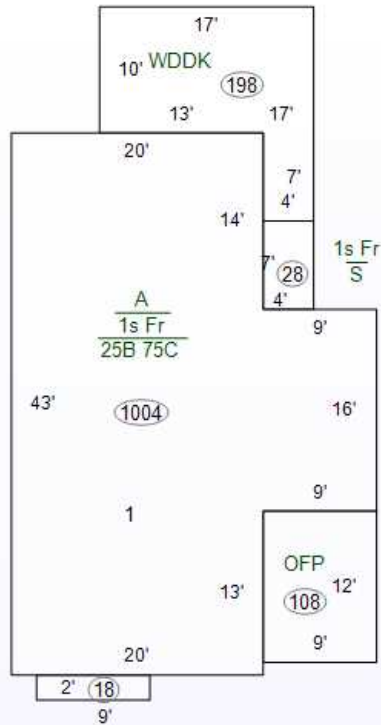 17'
10' WDDK
198
13' 17'
20'
7'
4'
14'
1s Fr
S
7' 28
4'
A
1s Fr
25B 75C
9'
43' 1004 16'
9'
1
OFP
13' 12'
108
9'
20'
2' 18
9'